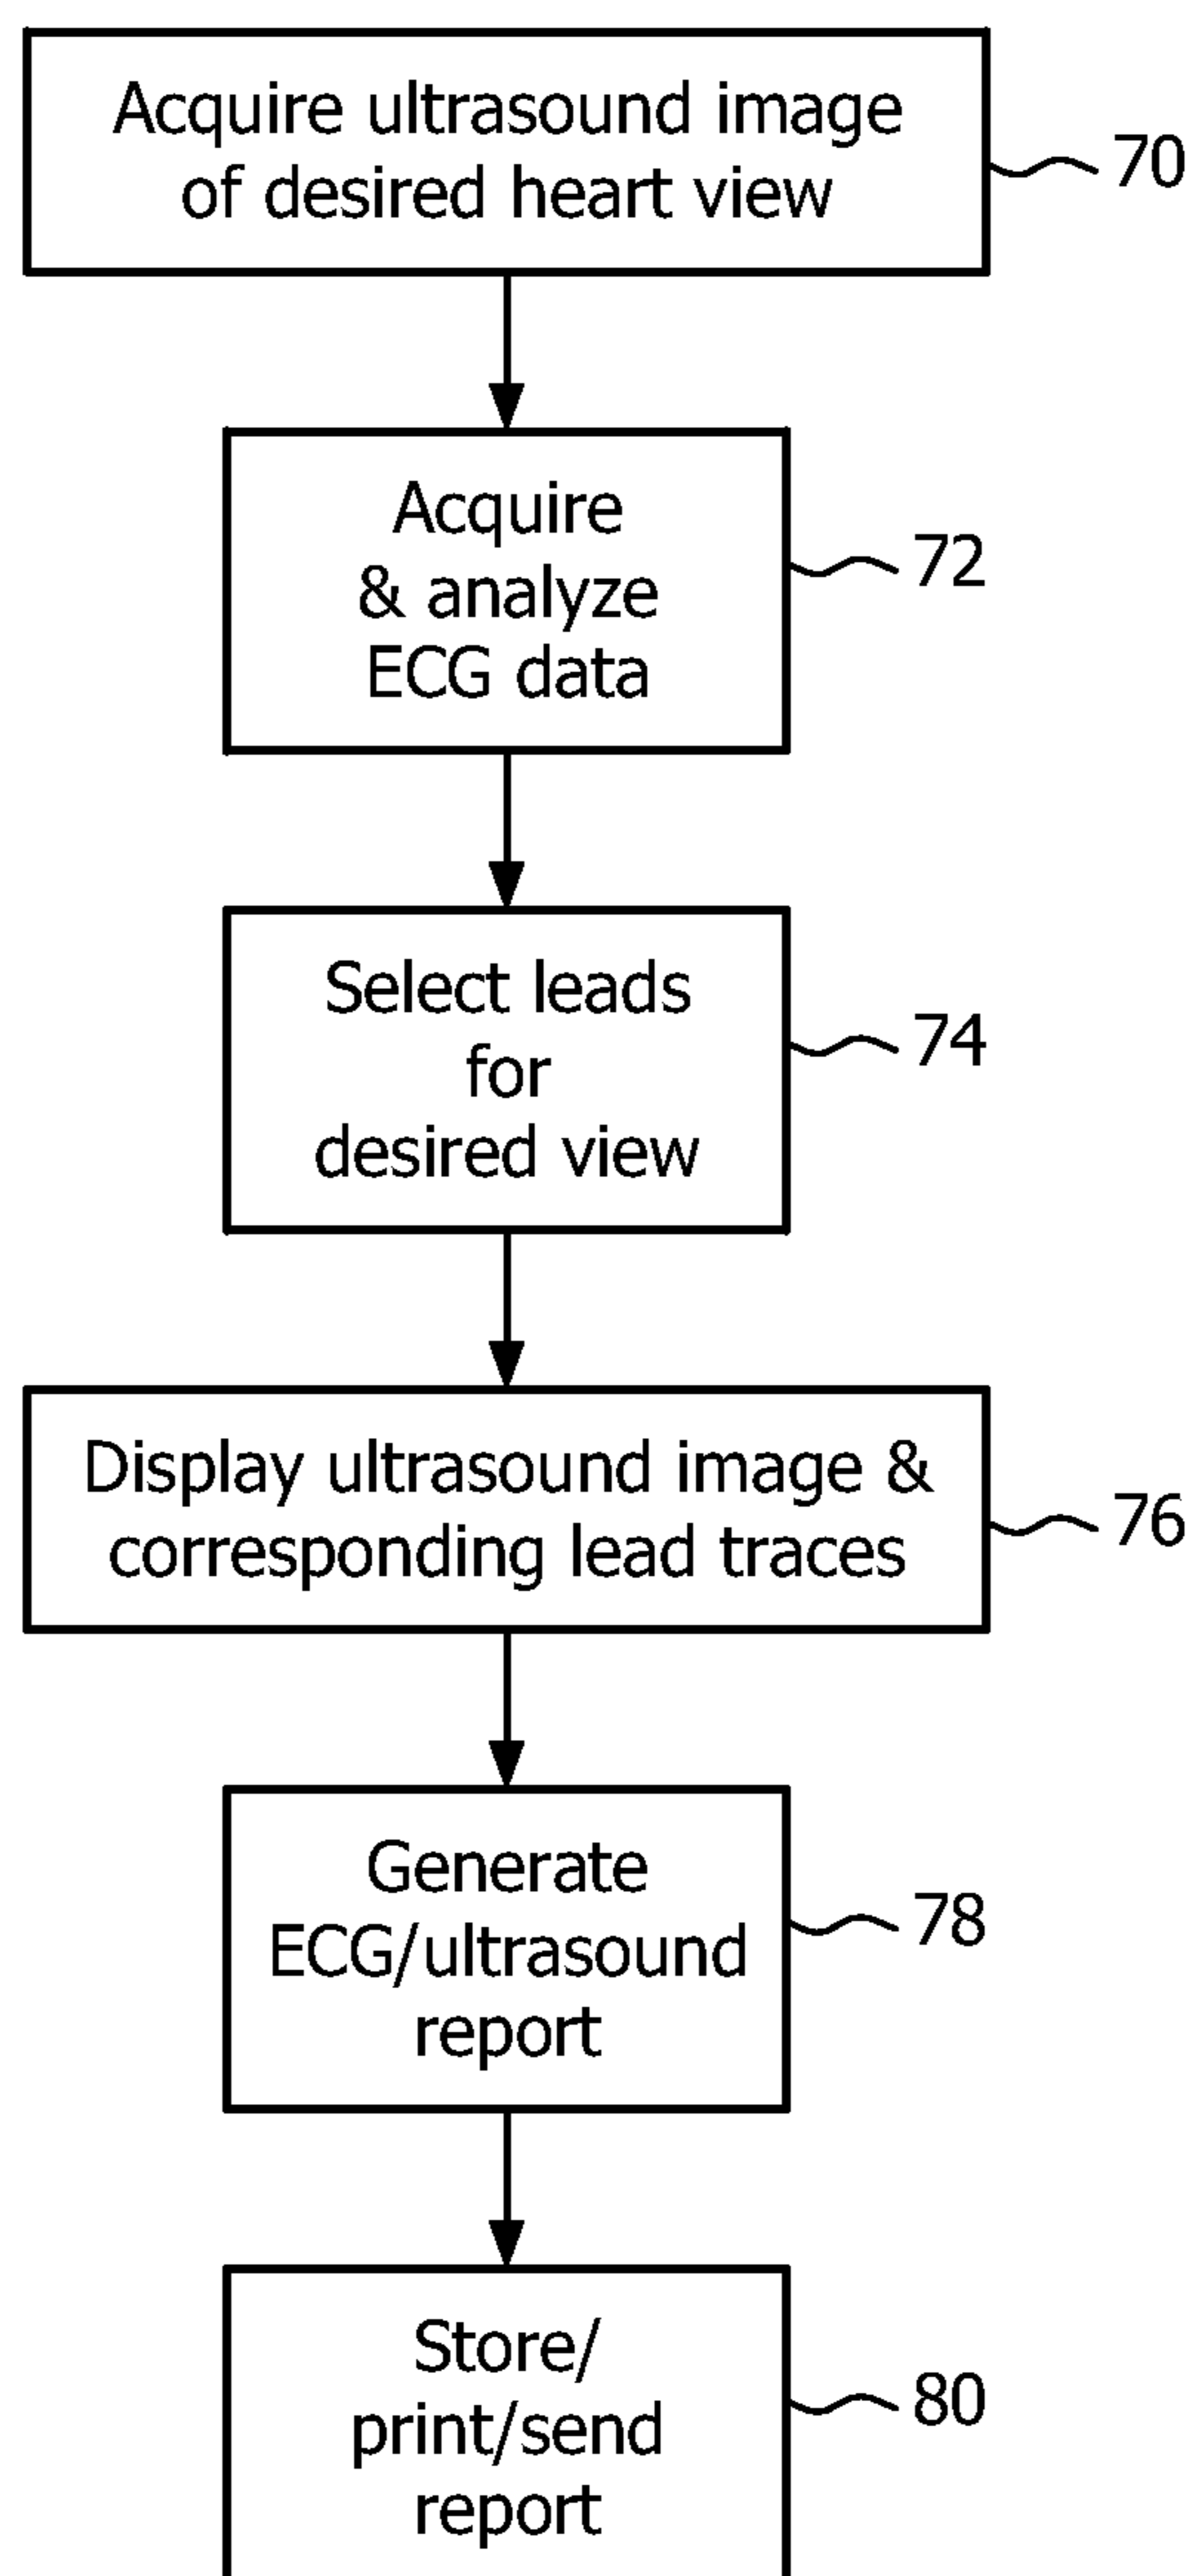 Acquire ultrasound image
of desired heart view
70
Acquire
& analyze
ECG data
72
Select leads
for
desired view
74
Display ultrasound image &
corresponding lead traces
76
Generate
ECG/ultrasound
report
78
Store/
print/send
report
80